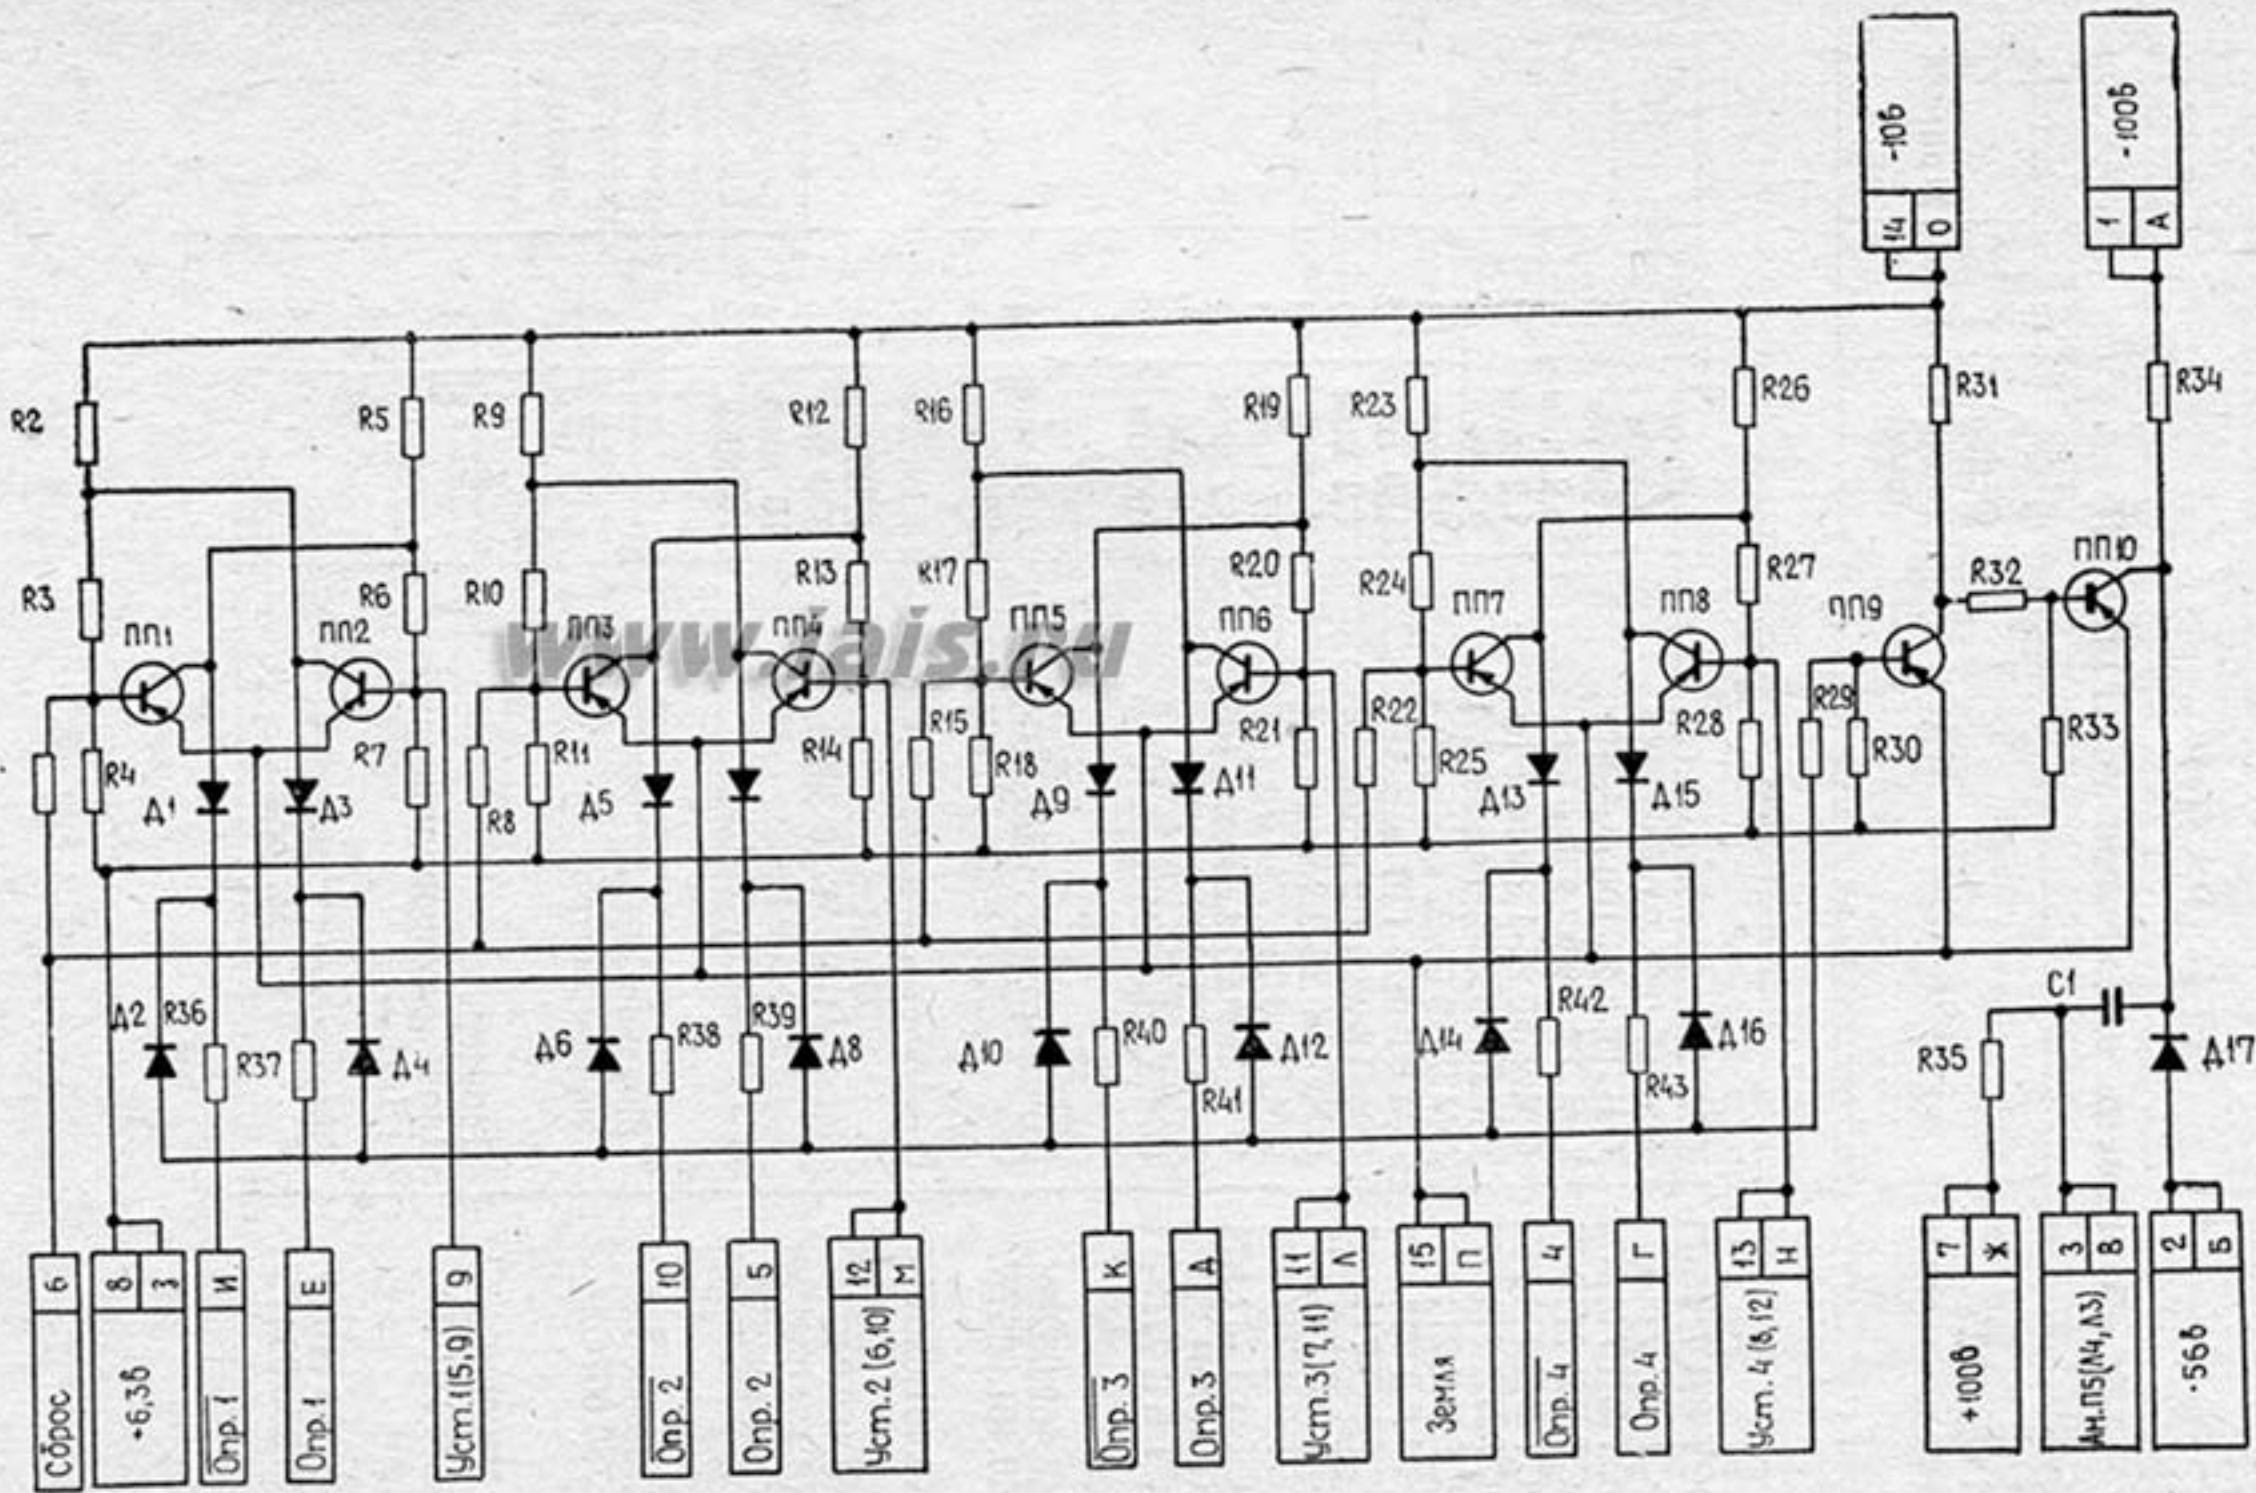 -10в
-100в
14
О
1
А
R2
R5
R9
R12
R16
R19
R23
R26
R31
R34
R3
R6
R10
R13
R17
R20
R24
R27
R32
ПП10
ПП1
ПП2
ПП3
ПП4
ПП5
ПП6
ПП7
ПП8
ПП9
www.jais.ru
R4
R7
R8
R11
R14
R15
R18
R21
R22
R25
R28
R29
R30
R33
Д1
Д3
Д5
Д9
Д11
Д13
Д15
Д2
R36
R37
Д4
Д6
R38
R39
Д8
Д10
R40
R41
Д12
Д14
R42
R43
Д16
R35
С1
Д17
6
Сброс
8
З
+6,3в
И
Опр. 1
Е
Опр. 1
9
Уст.1(5,9)
10
Опр. 2
5
Опр. 2
12
М
Уст.2 (6,10)
К
Опр. 3
Д
Опр. 3
11
Л
Уст.3(7,11)
15
П
Земля
4
Опр. 4
Г
Опр. 4
13
Н
Уст. 4 (8,12)
7
Ж
+100в
3
В
Ан.П5(Л4,Л3)
2
Б
-56в